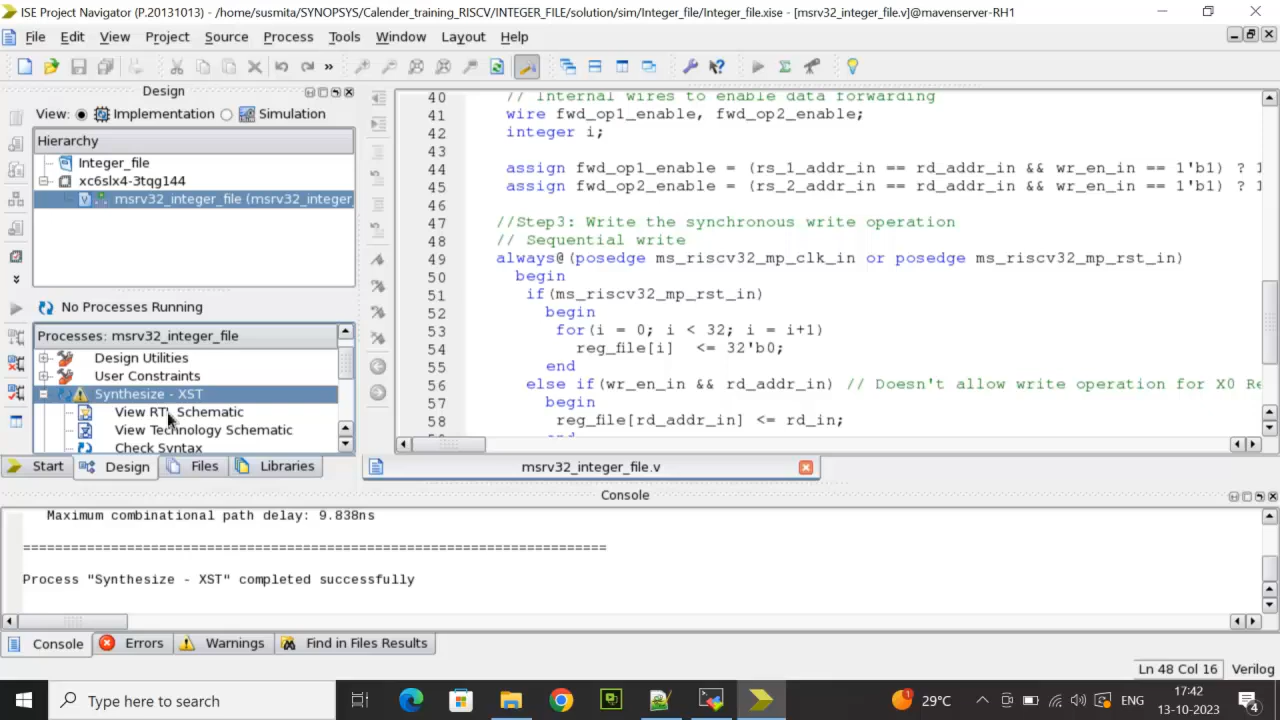 ISE Project Navigator (P.20131013) - /home/susmita/SYNOPSYS/Calender_training_RISCV/INTEGER_FILE/solution/sim/Integer_file/Integer_file.xise - [msrv32_integer_file.v]@mavenserver-RH1
File Edit View Project Source Process Tools Window Layout Help
»
Design
View: Implementation Simulation
Hierarchy
Integer_file
xc6slx4-3tqg144
msrv32_integer_file (msrv32_integer
No Processes Running
Processes: msrv32_integer_file
Design Utilities
User Constraints
Synthesize - XST
View RTL Schematic
View Technology Schematic
Check Syntax
Start Design Files Libraries
40 // Internal wires to enable data forwarding
41 wire fwd_op1_enable, fwd_op2_enable;
42 integer i;
43
44 assign fwd_op1_enable = (rs_1_addr_in == rd_addr_in && wr_en_in == 1'b1) ? 1
45 assign fwd_op2_enable = (rs_2_addr_in == rd_addr_in && wr_en_in == 1'b1) ? 1
46
47 //Step3: Write the synchronous write operation
48 // Sequential write
49 always@(posedge ms_riscv32_mp_clk_in or posedge ms_riscv32_mp_rst_in)
50 begin
51 if(ms_riscv32_mp_rst_in)
52 begin
53 for(i = 0; i < 32; i = i+1)
54 reg_file[i] <= 32'b0;
55 end
56 else if(wr_en_in && rd_addr_in) // Doesn't allow write operation for X0 Re
57 begin
58 reg_file[rd_addr_in] <= rd_in;
msrv32_integer_file.v
Console
Maximum combinational path delay: 9.838ns
=========================================================================
Process "Synthesize - XST" completed successfully
Console Errors Warnings Find in Files Results
Ln 48 Col 16 Verilog
Type here to search
29°C
ENG
17:42
13-10-2023
4